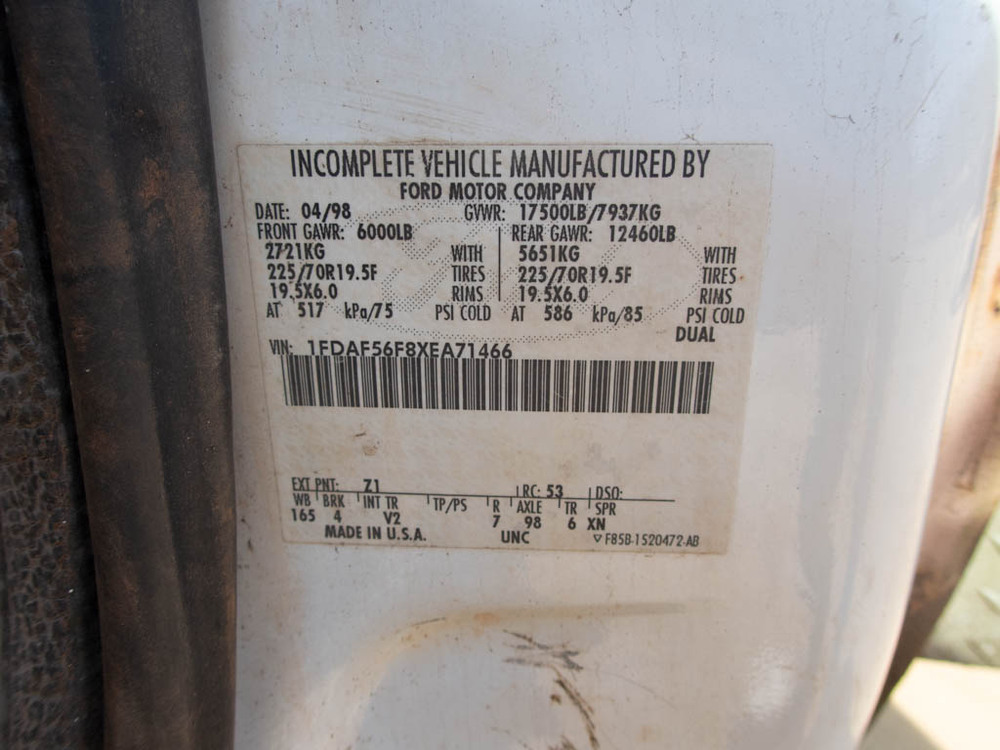 INCOMPLETE VEHICLE MANUFACTURED BY
FORD MOTOR COMPANY
DATE: 04/98 GVWR: 17500LB/7937KG
FRONT GAWR: 6000LB REAR GAWR: 12460LB
2721KG WITH 5651KG WITH
225/70R19.5F TIRES 225/70R19.5F TIRES
19.5X6.0 RIMS 19.5X6.0 RIMS
AT 517 kPa/75 PSI COLD AT 586 kPa/85 PSI COLD
DUAL
VIN: 1FDAF56F8XEA71466
EXT PNT: Z1 RC: 53 DSO:
WB BRK INT TR TP/PS R AXLE TR SPR
165 4 V2 7 98 6 XN
MADE IN U.S.A. UNC ▽ F85B-1520472-AB